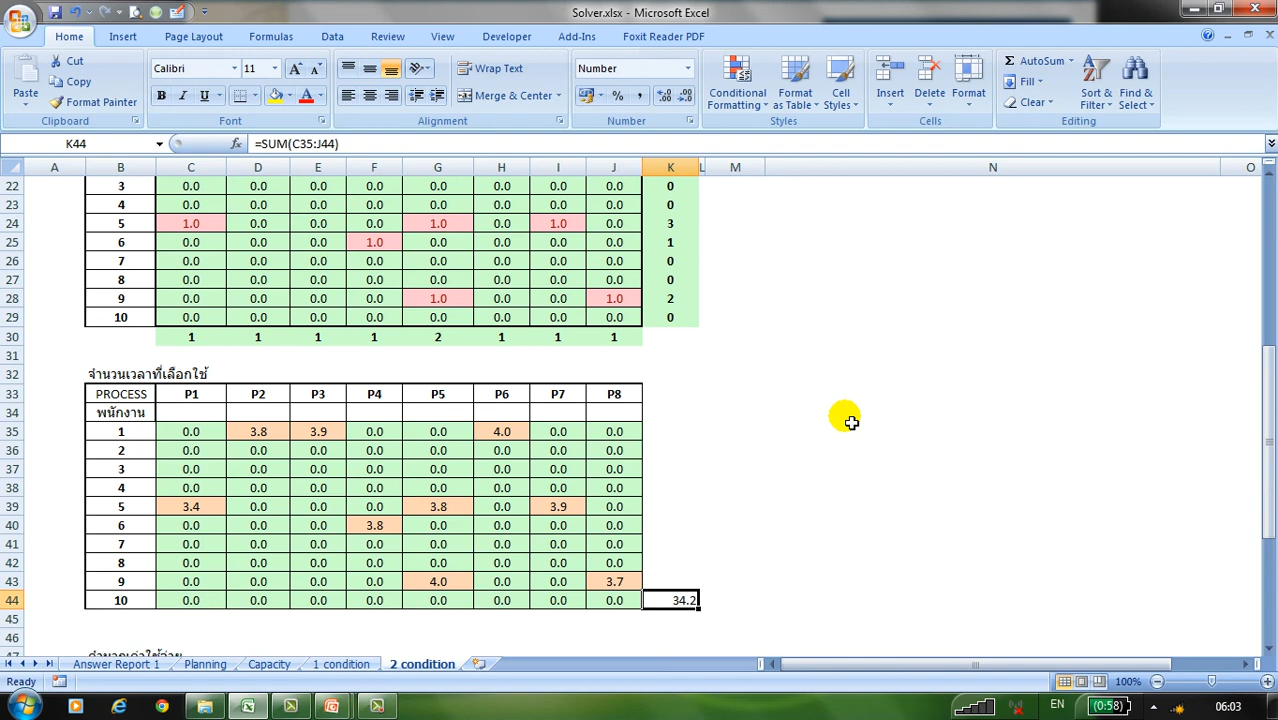 Solver.xlsx - Microsoft Excel
Home Insert Page Layout Formulas Data Review View Developer Add-Ins Foxit Reader PDF
Paste Cut Copy Format Painter Clipboard
Calibri 11 B I U A Font
Wrap Text Merge & Center Alignment
Number % , Number
Conditional Formatting Format as Table Cell Styles Styles
Insert Delete Format Cells
Σ AutoSum Fill Clear Sort & Filter Find & Select Editing
K44 fx =SUM(C35:J44)
A B C D E F G H I J K L M N O
22 3 0.0 0.0 0.0 0.0 0.0 0.0 0.0 0.0 0
23 4 0.0 0.0 0.0 0.0 0.0 0.0 0.0 0.0 0
24 5 1.0 0.0 0.0 0.0 1.0 0.0 1.0 0.0 3
25 6 0.0 0.0 0.0 1.0 0.0 0.0 0.0 0.0 1
26 7 0.0 0.0 0.0 0.0 0.0 0.0 0.0 0.0 0
27 8 0.0 0.0 0.0 0.0 0.0 0.0 0.0 0.0 0
28 9 0.0 0.0 0.0 0.0 1.0 0.0 0.0 1.0 2
29 10 0.0 0.0 0.0 0.0 0.0 0.0 0.0 0.0 0
30 1 1 1 1 2 1 1 1
31
32 จำนวนเวลาที่เลือกใช้
33 PROCESS P1 P2 P3 P4 P5 P6 P7 P8
34 พนักงาน
35 1 0.0 3.8 3.9 0.0 0.0 4.0 0.0 0.0
36 2 0.0 0.0 0.0 0.0 0.0 0.0 0.0 0.0
37 3 0.0 0.0 0.0 0.0 0.0 0.0 0.0 0.0
38 4 0.0 0.0 0.0 0.0 0.0 0.0 0.0 0.0
39 5 3.4 0.0 0.0 0.0 3.8 0.0 3.9 0.0
40 6 0.0 0.0 0.0 3.8 0.0 0.0 0.0 0.0
41 7 0.0 0.0 0.0 0.0 0.0 0.0 0.0 0.0
42 8 0.0 0.0 0.0 0.0 0.0 0.0 0.0 0.0
43 9 0.0 0.0 0.0 0.0 4.0 0.0 0.0 3.7
44 10 0.0 0.0 0.0 0.0 0.0 0.0 0.0 0.0 34.2
45
46
Answer Report 1 Planning Capacity 1 condition 2 condition
Ready 100%
EN (0:58) 06:03